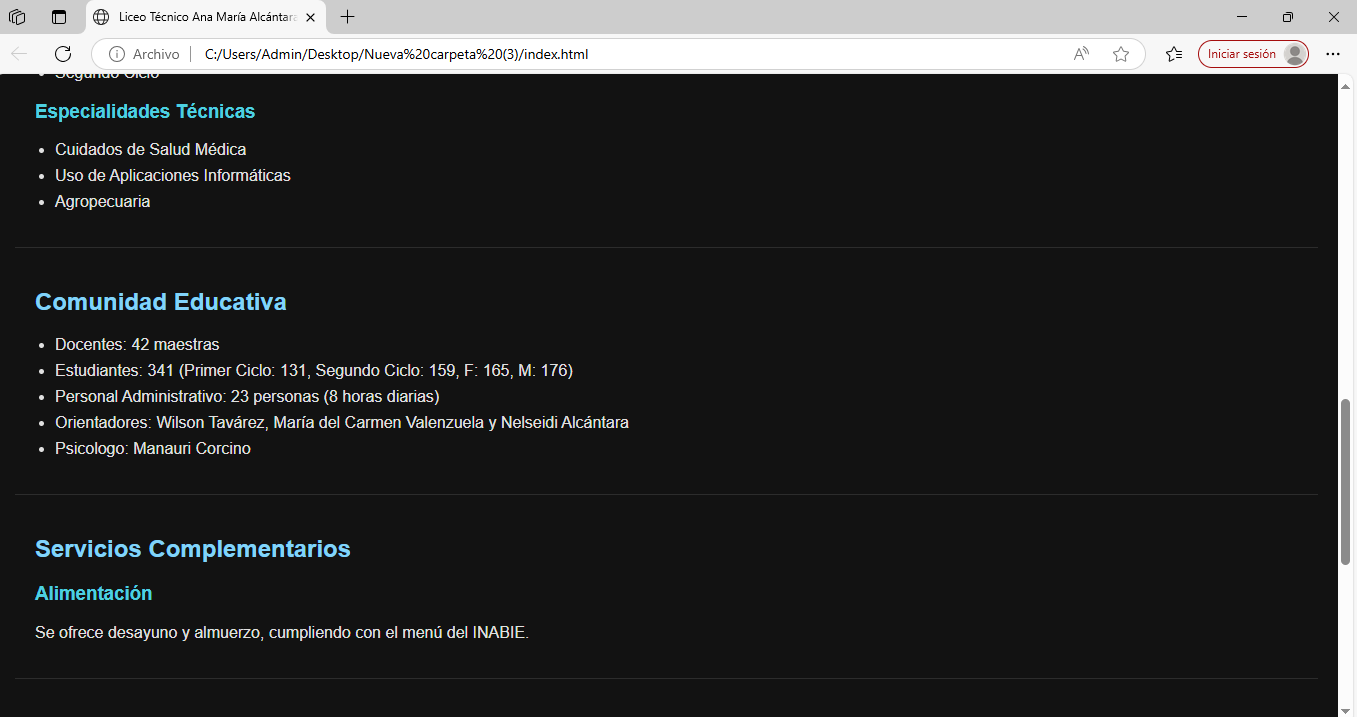 Liceo Técnico Ana María Alcántara
Archivo
C:/Users/Admin/Desktop/Nueva%20carpeta%20(3)/index.html
Iniciar sesión
Segundo Ciclo
Especialidades Técnicas
Cuidados de Salud Médica
Uso de Aplicaciones Informáticas
Agropecuaria
Comunidad Educativa
Docentes: 42 maestras
Estudiantes: 341 (Primer Ciclo: 131, Segundo Ciclo: 159, F: 165, M: 176)
Personal Administrativo: 23 personas (8 horas diarias)
Orientadores: Wilson Tavárez, María del Carmen Valenzuela y Nelseidi Alcántara
Psicologo: Manauri Corcino
Servicios Complementarios
Alimentación
Se ofrece desayuno y almuerzo, cumpliendo con el menú del INABIE.